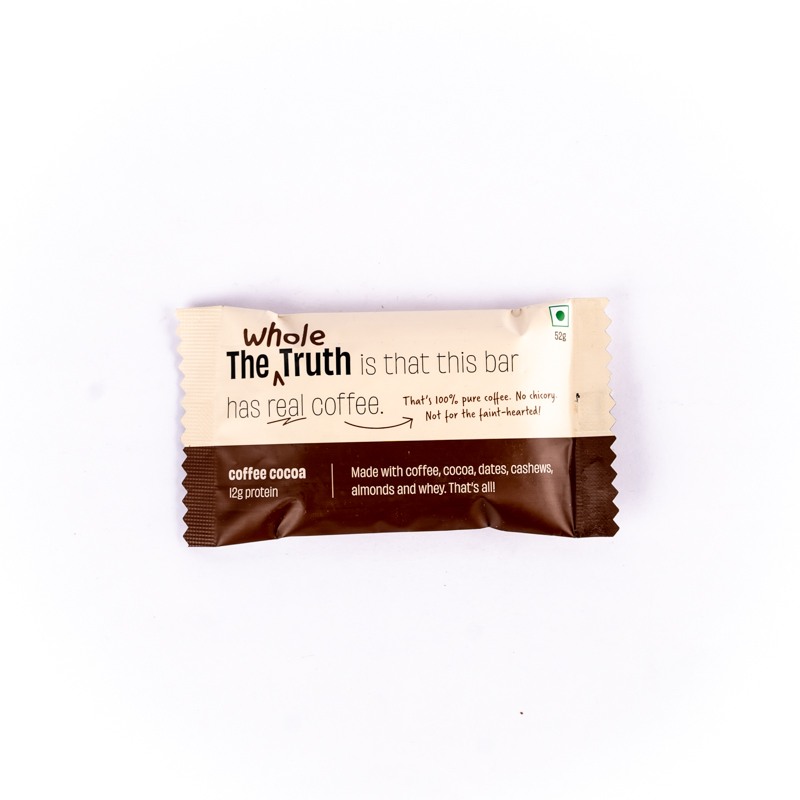 whole
The Truth is that this bar
has real coffee.
That's 100% pure coffee. No chicory.
Not for the faint-hearted!
52g
coffee cocoa
12g protein
Made with coffee, cocoa, dates, cashews,
almonds and whey. That's all!